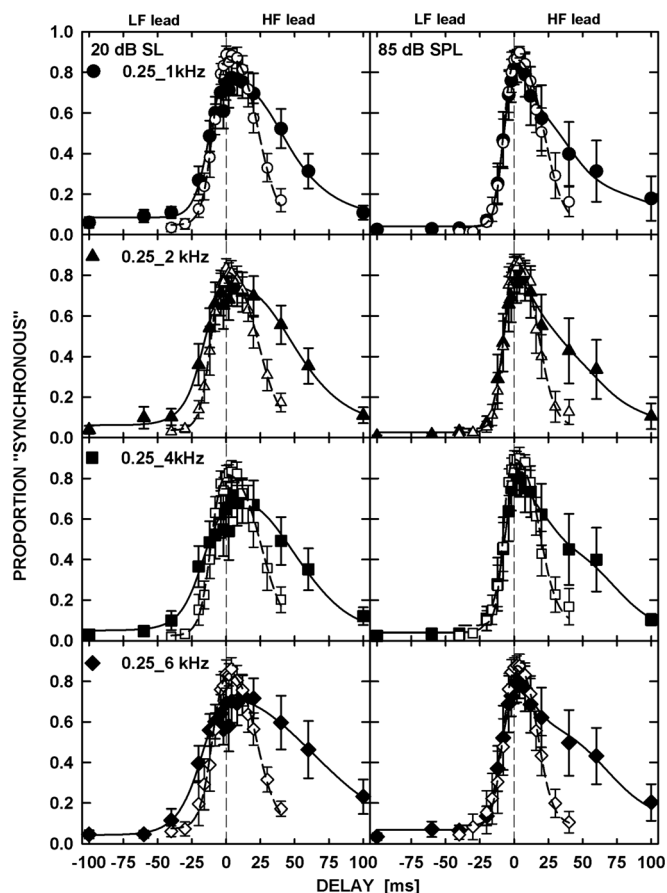 LF lead HF lead LF lead HF lead
1.0 20 dB SL 85 dB SPL
0.8 0.25_1kHz
0.6
0.4
0.2
0.0
0.8 0.25_2 kHz
0.6
0.4
0.2
0.0
0.8 0.25_4kHz
0.6
0.4
0.2
0.0
0.8 0.25_6 kHz
0.6
0.4
0.2
0.0
PROPORTION "SYNCHRONOUS"
-100 -75 -50 -25 0 25 50 75 100 -75 -50 -25 0 25 50 75 100
DELAY [ms]